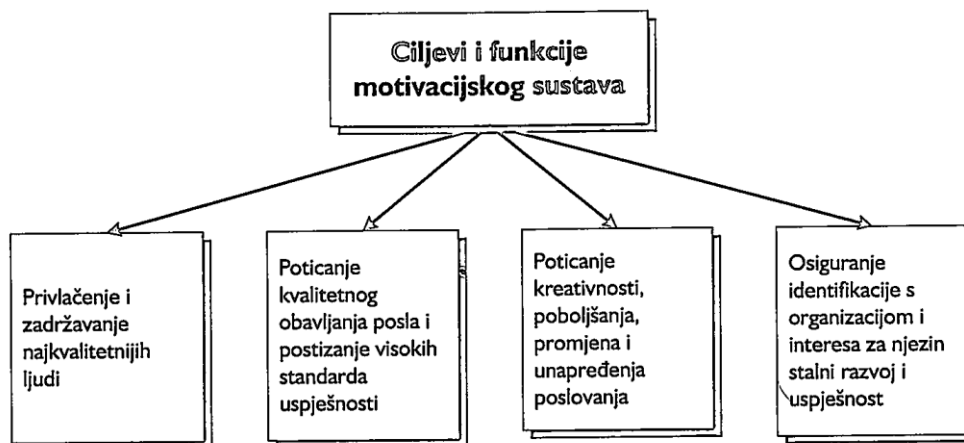 Ciljevi i funkcije
motivacijskog sustava
Privlačenje i
zadržavanje
najkvalitetnijih
ljudi
Poticanje
kvalitetnog
obavljanja posla i
postizanje visokih
standarda
uspješnosti
Poticanje
kreativnosti,
poboljšanja,
promjena i
unapređenja
poslovanja
Osiguranje
identifikacije s
organizacijom i
interesa za njezin
stalni razvoj i
uspješnost